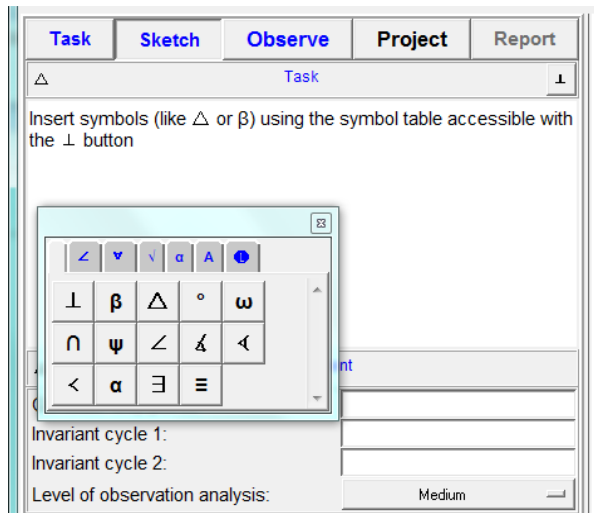 Task Sketch Observe Project Report
△ Task ⊥
Insert symbols (like △ or β) using the symbol table accessible with
the ⊥ button
∠ ∀ √ α A L
⊥ β △ ° ω
∩ ψ ∠ ∡ ∢
< α ∃ ≡
nt
Invariant cycle 1:
Invariant cycle 2:
Level of observation analysis: Medium